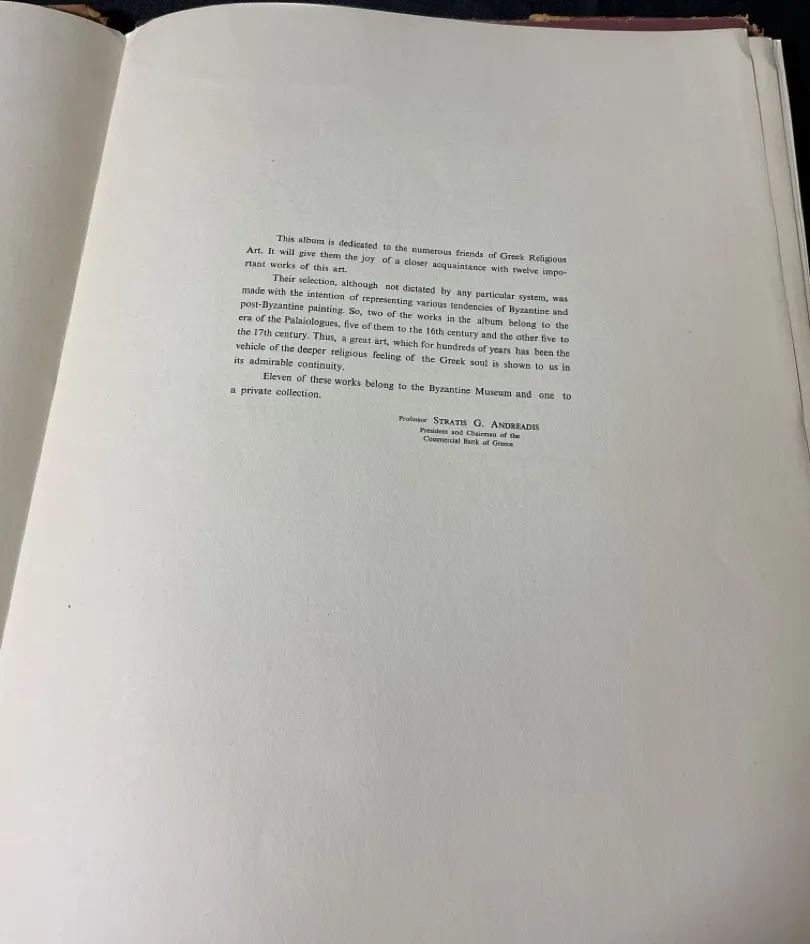 This album is dedicated to the numerous friends of Greek Religious
Art. It will give them the joy of a closer acquaintance with twelve impo-
rtant works of this art.
Their selection, although not dictated by any particular system, was
made with the intention of representing various tendencies of Byzantine and
post-Byzantine painting. So, two of the works in the album belong to the
era of the Palaiologues, five of them to the 16th century and the other five to
the 17th century. Thus, a great art, which for hundreds of years has been the
vehicle of the deeper religious feeling of the Greek soul is shown to us in
its admirable continuity.
Eleven of these works belong to the Byzantine Museum and one to
a private collection.
Professor STRATIS G. ANDREADIS
President and Chairman of the
Commercial Bank of Greece